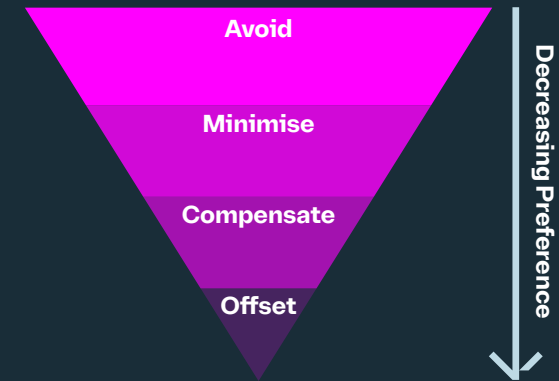 Avoid
Minimise
Compensate
Offset
Decreasing Preference